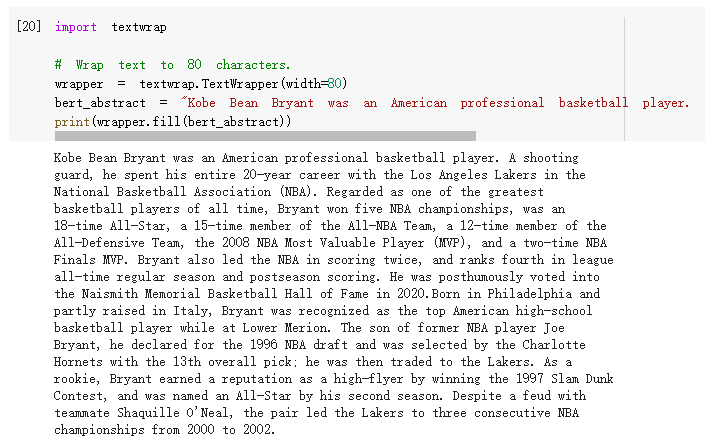 [20] import textwrap
# Wrap text to 80 characters.
wrapper = textwrap.TextWrapper(width=80)
bert_abstract = "Kobe Bean Bryant was an American professional basketball player.
print(wrapper.fill(bert_abstract))
Kobe Bean Bryant was an American professional basketball player. A shooting
guard, he spent his entire 20-year career with the Los Angeles Lakers in the
National Basketball Association (NBA). Regarded as one of the greatest
basketball players of all time, Bryant won five NBA championships, was an
18-time All-Star, a 15-time member of the All-NBA Team, a 12-time member of the
All-Defensive Team, the 2008 NBA Most Valuable Player (MVP), and a two-time NBA
Finals MVP. Bryant also led the NBA in scoring twice, and ranks fourth in league
all-time regular season and postseason scoring. He was posthumously voted into
the Naismith Memorial Basketball Hall of Fame in 2020.Born in Philadelphia and
partly raised in Italy, Bryant was recognized as the top American high-school
basketball player while at Lower Merion. The son of former NBA player Joe
Bryant, he declared for the 1996 NBA draft and was selected by the Charlotte
Hornets with the 13th overall pick; he was then traded to the Lakers. As a
rookie, Bryant earned a reputation as a high-flyer by winning the 1997 Slam Dunk
Contest, and was named an All-Star by his second season. Despite a feud with
teammate Shaquille O'Neal, the pair led the Lakers to three consecutive NBA
championships from 2000 to 2002.